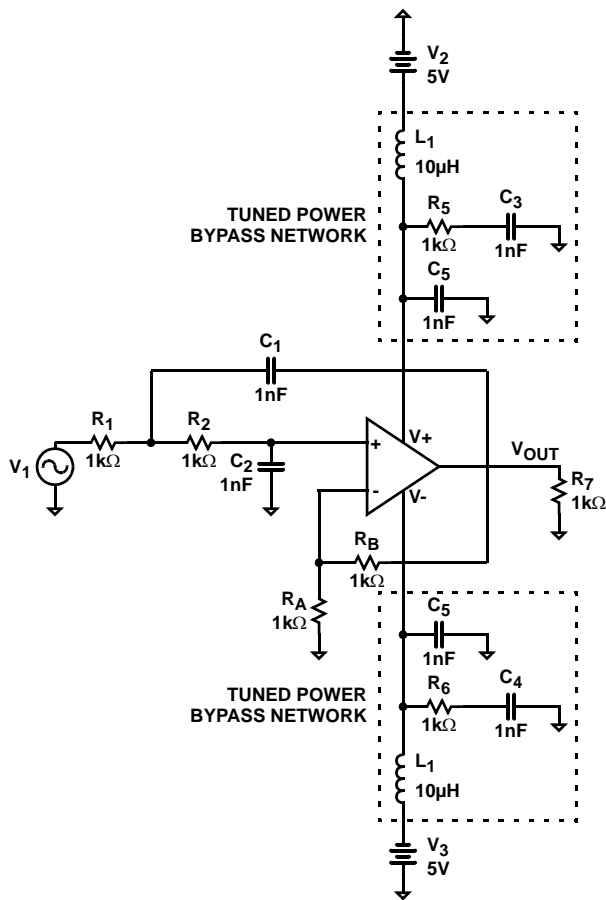 V2
5V
L1
10µH
TUNED POWER
BYPASS NETWORK
R5
1kΩ
C3
1nF
C5
1nF
C1
1nF
R1
1kΩ
R2
1kΩ
C2
1nF
V1
+
-
V+
V-
VOUT
R7
1kΩ
RB
1kΩ
RA
1kΩ
C5
1nF
TUNED POWER
BYPASS NETWORK
R6
1kΩ
C4
1nF
L1
10µH
V3
5V